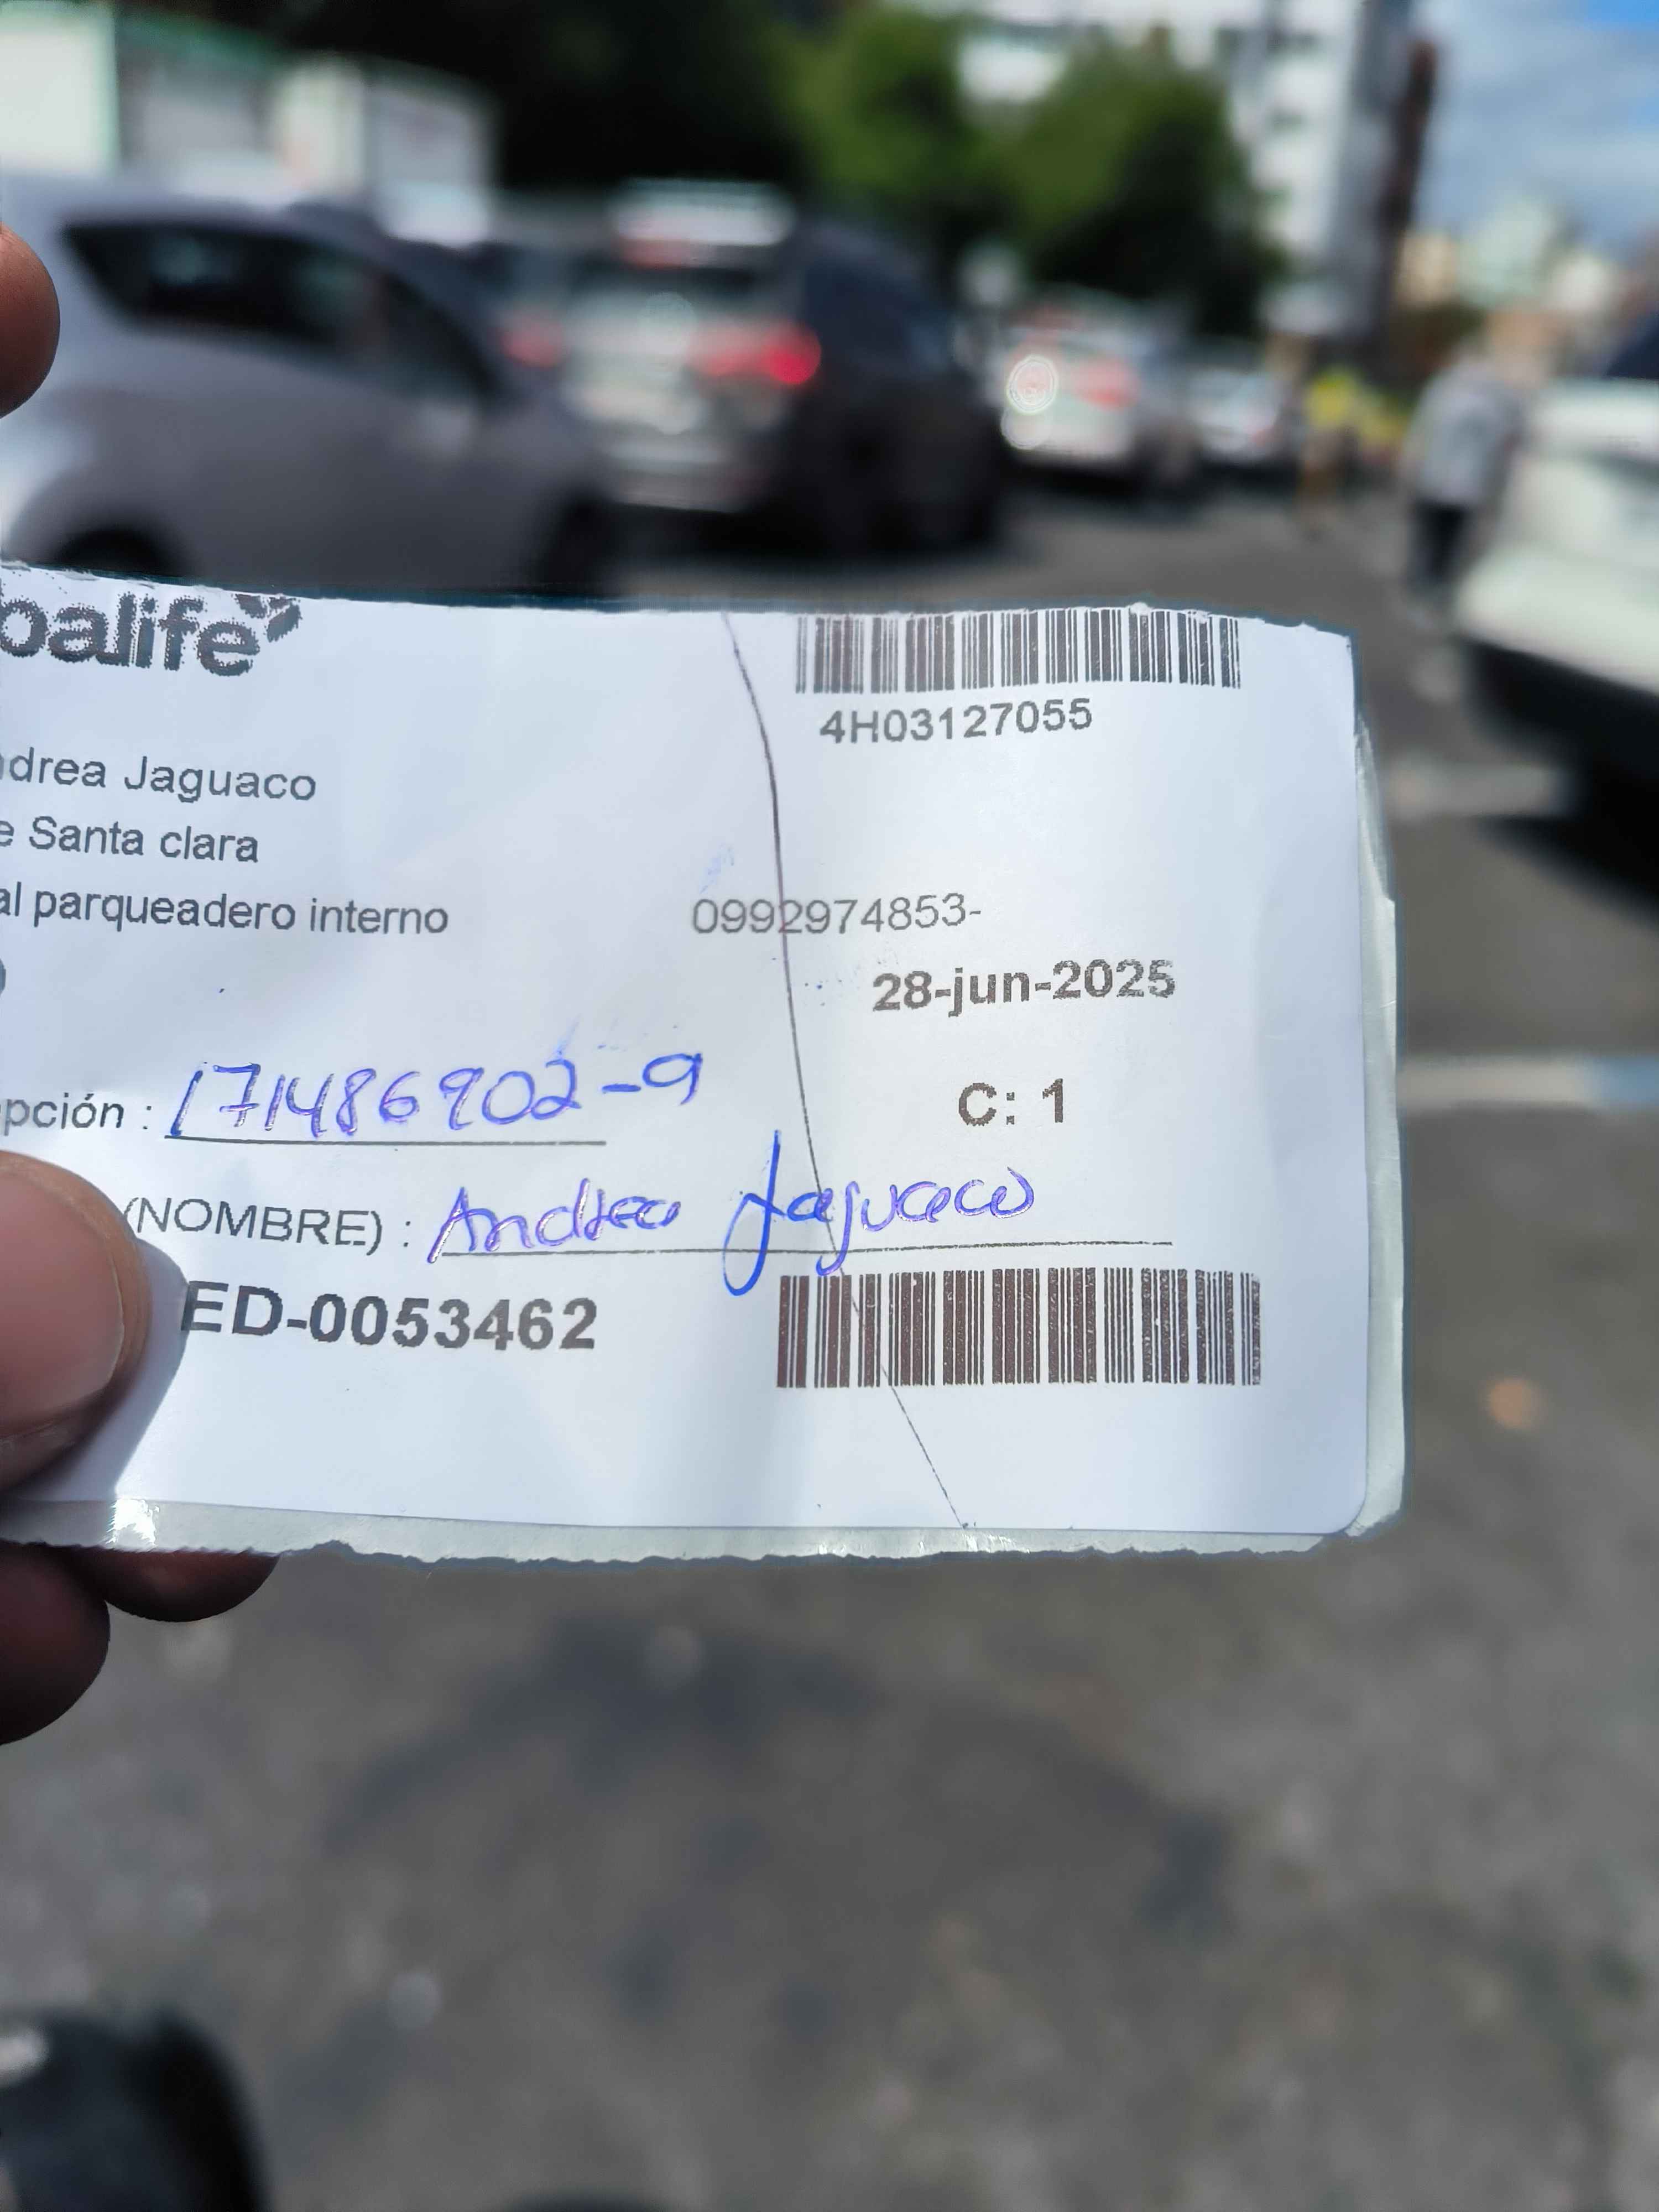 balife
4H03127055
drea Jaguaco
e Santa clara
al parqueadero interno 0992974853-
28-jun-2025
pción : 171486902-9
C: 1
(NOMBRE) : Andrea Jaguaco
ED-0053462